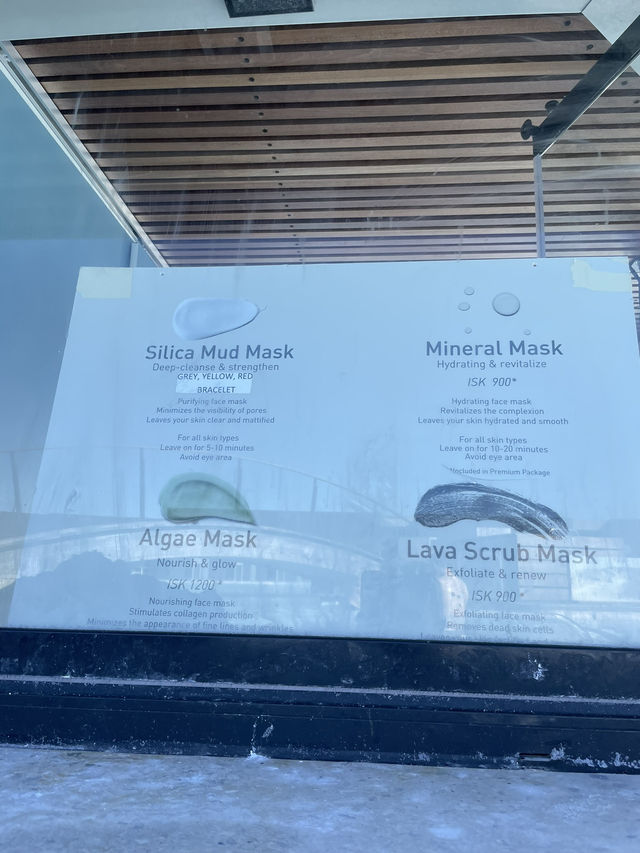 Silica Mud Mask
Deep-cleanse & strengthen
GREY, YELLOW, RED
BRACELET
Purifying face mask
Minimizes the visibility of pores
Leaves your skin clear and mattified
For all skin types
Leave on for 5-10 minutes
Avoid eye area
Mineral Mask
Hydrating & revitalize
ISK 900*
Hydrating face mask
Revitalizes the complexion
Leaves your skin hydrated and smooth
For all skin types
Leave on for 10-20 minutes
Avoid eye area
*Included in Premium Package
Algae Mask
Nourish & glow
ISK 1200*
Nourishing face mask
Stimulates collagen production
Minimizes the appearance of fine lines and wrinkles
Lava Scrub Mask
Exfoliate & renew
ISK 900*
Exfoliating face mask
Removes dead skin cells